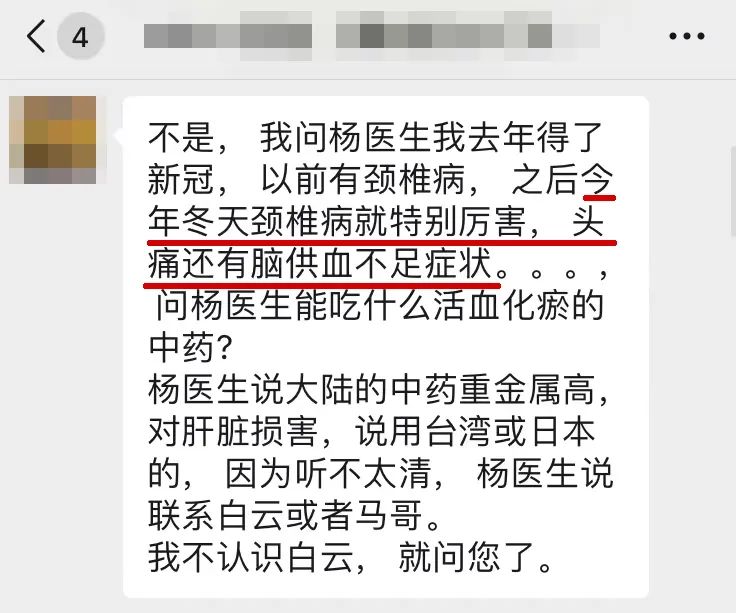 4
不是， 我问杨医生我去年得了
新冠， 以前有颈椎病， 之后今
年冬天颈椎病就特别厉害， 头
痛还有脑供血不足症状。。。，
问杨医生能吃什么活血化瘀的
中药?
杨医生说大陆的中药重金属高，
对肝脏损害，说用台湾或日本
的， 因为听不太清， 杨医生说
联系白云或者马哥。
我不认识白云， 就问您了。